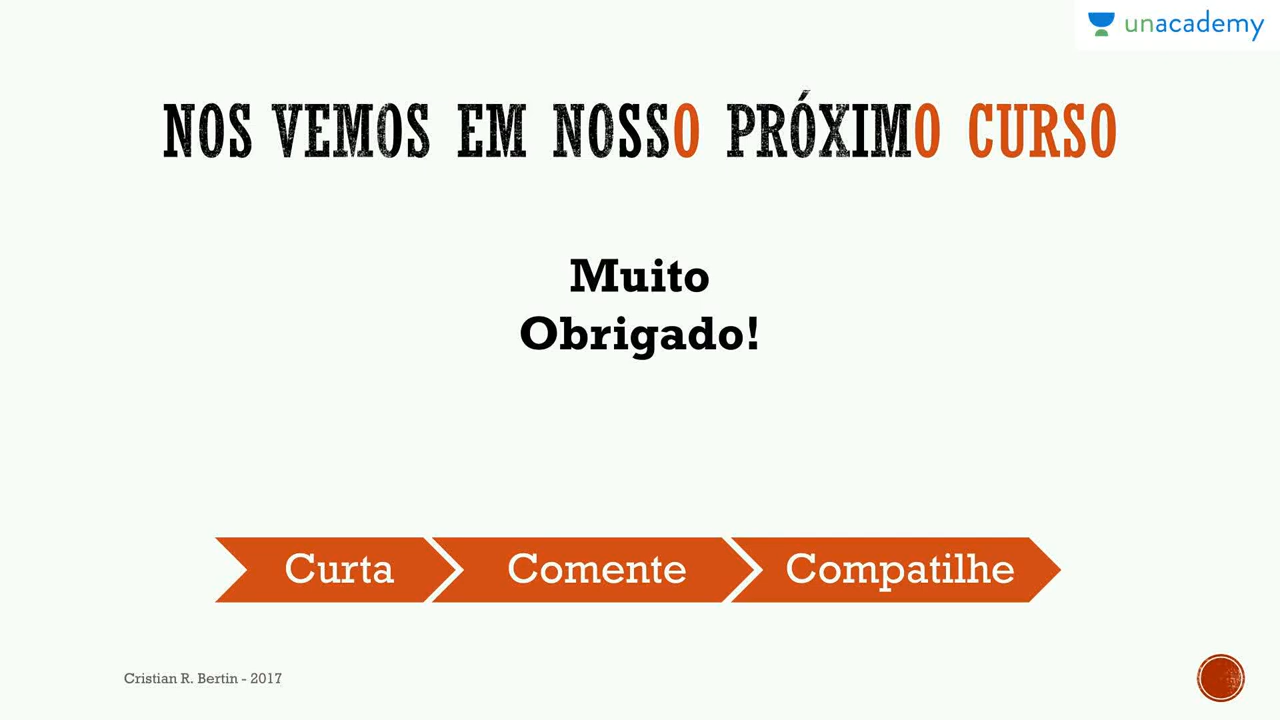 unacademy
NOS VEMOS EM NOSSO PRÓXIMO CURSO
Muito
Obrigado!
Curta Comente Compatilhe
Cristian R. Bertin - 2017